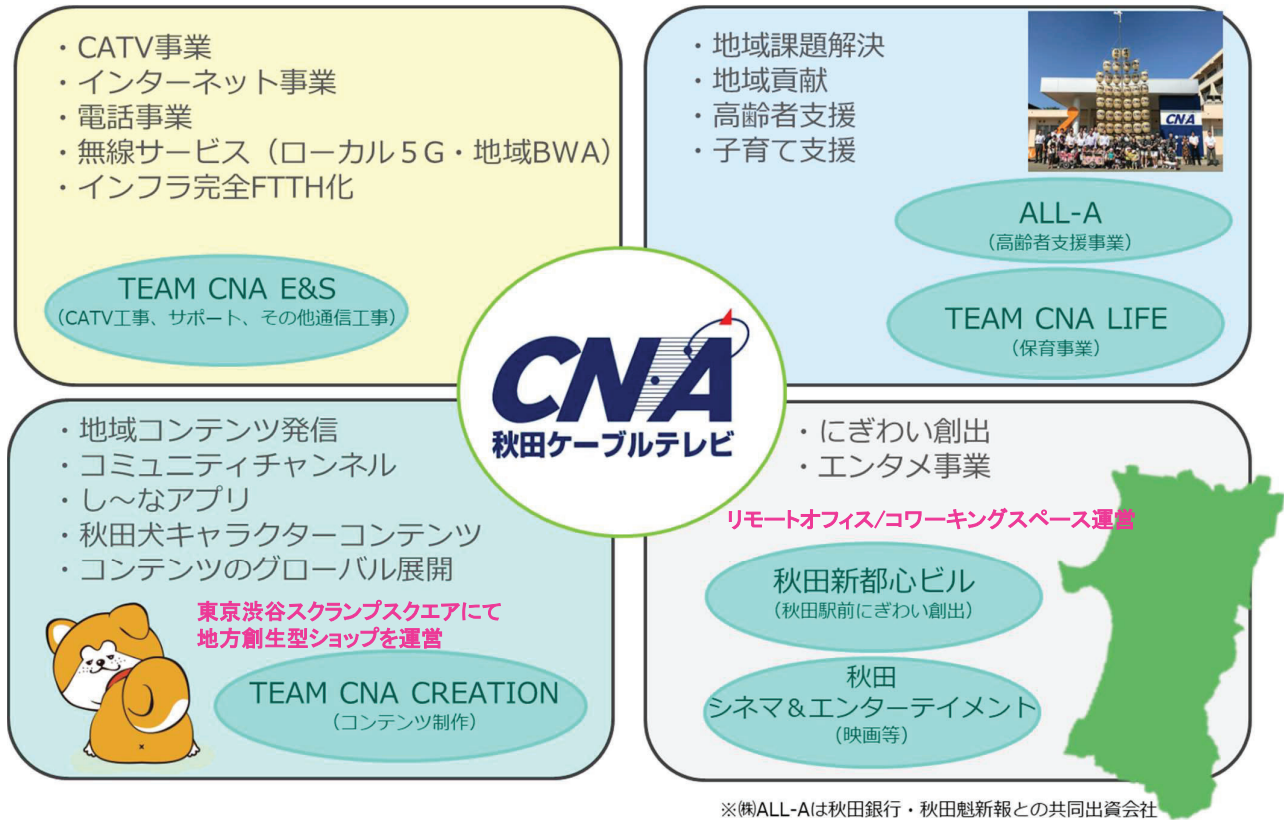 ・CATV事業
・インターネット事業
・電話事業
・無線サービス（ローカル５G・地域BWA）
・インフラ完全FTTH化
TEAM CNA E&S
（CATV工事、サポート、その他通信工事）
・地域課題解決
・地域貢献
・高齢者支援
・子育て支援
CNA
ALL-A
（高齢者支援事業）
TEAM CNA LIFE
（保育事業）
CNA
秋田ケーブルテレビ
・地域コンテンツ発信
・コミュニティチャンネル
・し～なアプリ
・秋田犬キャラクターコンテンツ
・コンテンツのグローバル展開
東京渋谷スクランプスクエアにて
地方創生型ショップを運営
TEAM CNA CREATION
（コンテンツ制作）
・にぎわい創出
・エンタメ事業
リモートオフィス/コワーキングスペース運営
秋田新都心ビル
（秋田駅前にぎわい創出）
秋田
シネマ＆エンターテイメント
（映画等）
※㈱ALL-Aは秋田銀行・秋田魁新報との共同出資会社